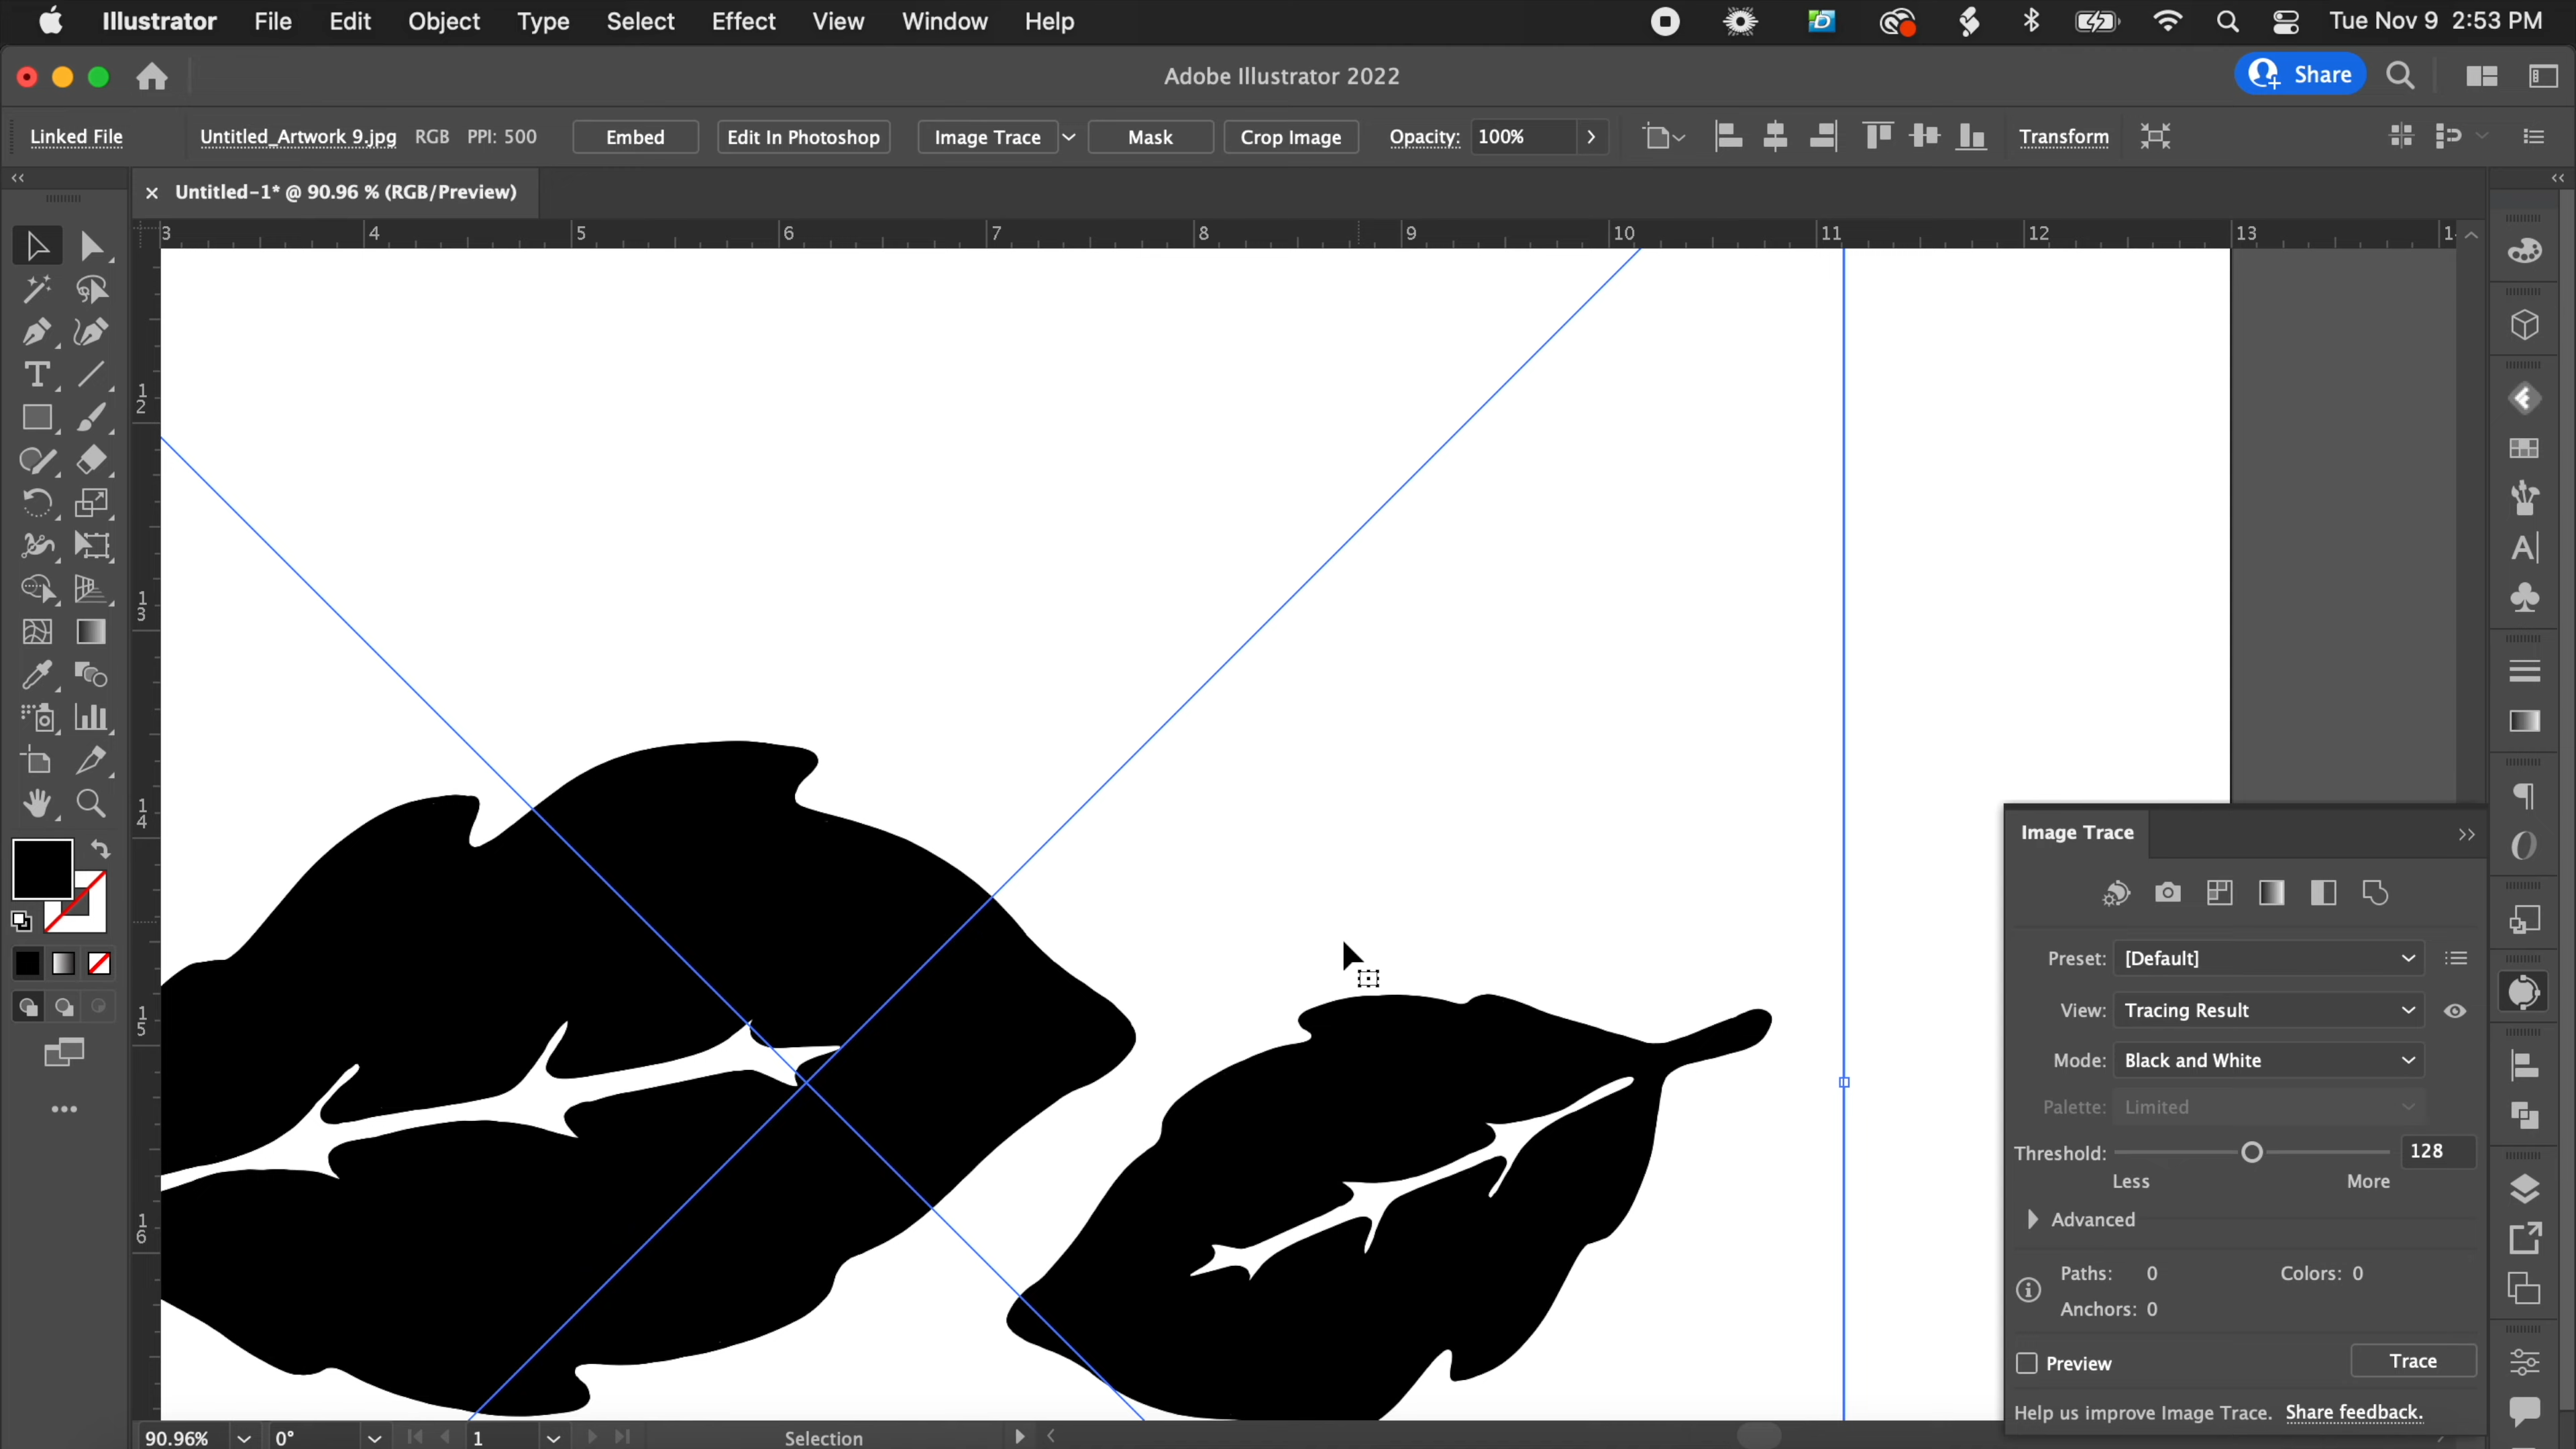 Illustrator File Edit Object Type Select Effect View Window Help Tue Nov 9 2:53 PM
Adobe Illustrator 2022 Share
Linked File Untitled_Artwork 9.jpg RGB PPI: 500 Embed Edit In Photoshop Image Trace Mask Crop Image Opacity: 100% Transform
× Untitled-1* @ 90.96 % (RGB/Preview)
3 4 5 6 7 8 9 10 11 12 13
12
13
14
15
16
Image Trace
Preset: [Default]
View: Tracing Result
Mode: Black and White
Palette: Limited
Threshold: 128
Less More
Advanced
Paths: 0 Colors: 0
Anchors: 0
Preview Trace
Help us improve Image Trace. Share feedback.
90.96% 0° 1 Selection